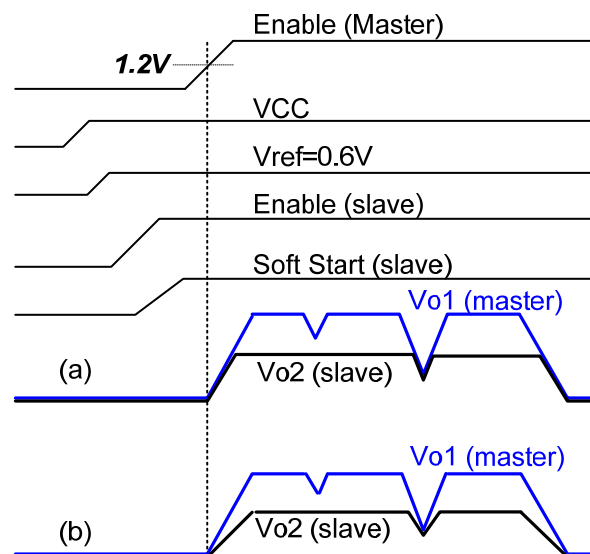 Enable (Master)
1.2V
VCC
Vref=0.6V
Enable (slave)
Soft Start (slave)
Vo1 (master)
(a)
Vo2 (slave)
Vo1 (master)
Vo2 (slave)
(b)